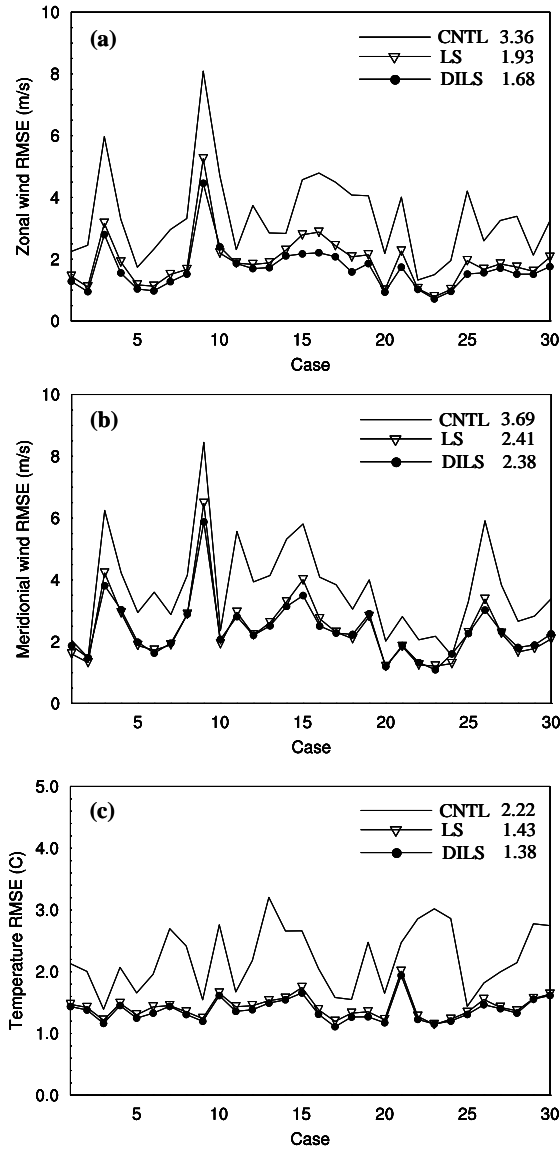 (a)
CNTL 3.36
LS 1.93
DILS 1.68
Zonal wind RMSE (m/s)
10
8
6
4
2
0
5 10 15 20 25 30
Case
(b)
CNTL 3.69
LS 2.41
DILS 2.38
Meridionial wind RMSE (m/s)
10
8
6
4
2
0
5 10 15 20 25 30
Case
(c)
CNTL 2.22
LS 1.43
DILS 1.38
Temperature RMSE (C)
5.0
4.0
3.0
2.0
1.0
0.0
5 10 15 20 25 30
Case